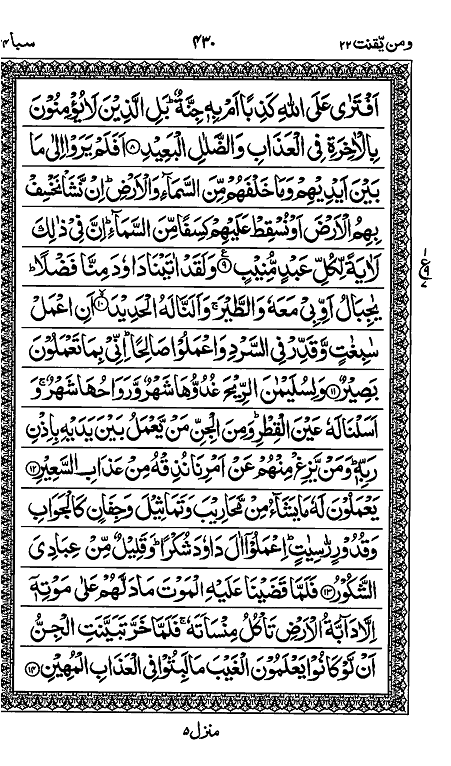 ومن یقنت ۲۲ ۴۳۰ سبا ۳۴
اَفْتَرٰى عَلَى اللّٰهِ كَذِبًا اَمْ بِهٖ جِنَّةٌ ؕ بَلِ الَّذِیْنَ لَا یُؤْمِنُوْنَ
بِالْاٰخِرَةِ فِی الْعَذَابِ وَالضَّلٰلِ الْبَعِیْدِ ۸ اَفَلَمْ یَرَوْا اِلٰى مَا
بَیْنَ اَیْدِیْهِمْ وَمَا خَلْفَهُمْ مِّنَ السَّمَآءِ وَالْاَرْضِ ؕ اِنْ نَّشَاْ نَخْسِفْ
بِهِمُ الْاَرْضَ اَوْ نُسْقِطْ عَلَیْهِمْ كِسَفًا مِّنَ السَّمَآءِ ؕ اِنَّ فِیْ ذٰلِكَ
لَاٰیَةً لِّكُلِّ عَبْدٍ مُّنِیْبٍ ۹ وَلَقَدْ اٰتَیْنَا دَاوٗدَ مِنَّا فَضْلًا ؕ
یٰجِبَالُ اَوِّبِیْ مَعَهٗ وَالطَّیْرَ ۚ وَاَلَنَّا لَهُ الْحَدِیْدَ ۱۰ اَنِ اعْمَلْ
سٰبِغٰتٍ وَّقَدِّرْ فِی السَّرْدِ وَاعْمَلُوْا صَالِحًا ؕ اِنِّیْ بِمَا تَعْمَلُوْنَ
بَصِیْرٌ ۱۱ وَلِسُلَیْمٰنَ الرِّیْحَ غُدُوُّهَا شَهْرٌ وَّرَوَاحُهَا شَهْرٌ ۚ وَ
اَسَلْنَا لَهٗ عَیْنَ الْقِطْرِ ؕ وَمِنَ الْجِنِّ مَنْ یَّعْمَلُ بَیْنَ یَدَیْهِ بِاِذْنِ
رَبِّهٖ ؕ وَمَنْ یَّزِغْ مِنْهُمْ عَنْ اَمْرِنَا نُذِقْهُ مِنْ عَذَابِ السَّعِیْرِ ۱۲
یَعْمَلُوْنَ لَهٗ مَا یَشَآءُ مِنْ مَّحَارِیْبَ وَتَمَاثِیْلَ وَجِفَانٍ كَالْجَوَابِ
وَقُدُوْرٍ رّٰسِیٰتٍ ؕ اِعْمَلُوْۤا اٰلَ دَاوٗدَ شُكْرًا ؕ وَقَلِیْلٌ مِّنْ عِبَادِیَ
الشَّكُوْرُ ۱۳ فَلَمَّا قَضَیْنَا عَلَیْهِ الْمَوْتَ مَا دَلَّهُمْ عَلٰى مَوْتِهٖۤ
اِلَّا دَآبَّةُ الْاَرْضِ تَاْكُلُ مِنْسَاَتَهٗ ۚ فَلَمَّا خَرَّ تَبَیَّنَتِ الْجِنُّ
اَنْ لَّوْ كَانُوْا یَعْلَمُوْنَ الْغَیْبَ مَا لَبِثُوْا فِی الْعَذَابِ الْمُهِیْنِ ۱۴
منزل ۵